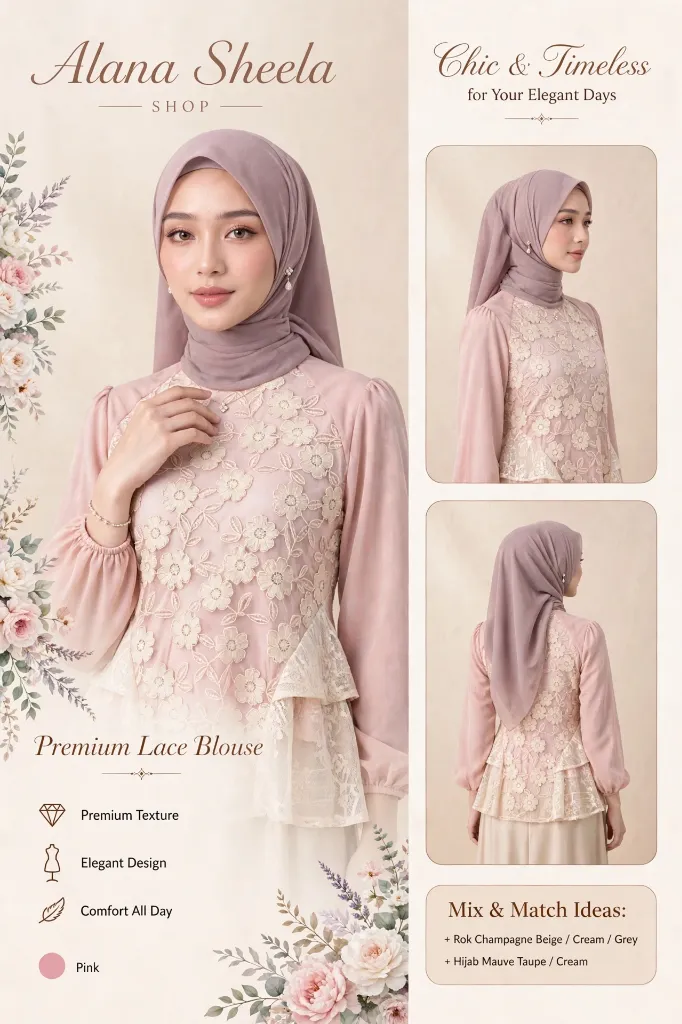 Alana Sheela
SHOP
Chic & Timeless
for Your Elegant Days
Premium Lace Blouse
Premium Texture
Elegant Design
Comfort All Day
Pink
Mix & Match Ideas:
+ Rok Champagne Beige / Cream / Grey
+ Hijab Mauve Taupe / Cream